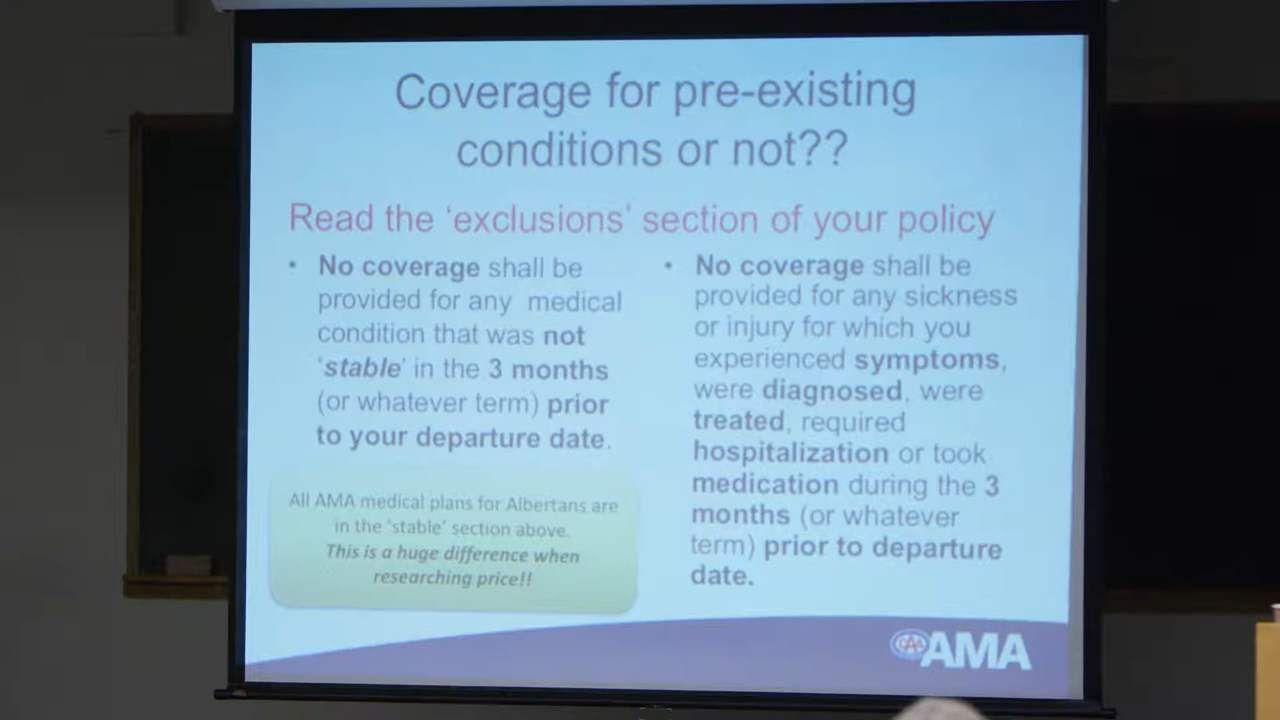 Coverage for pre-existing
conditions or not??
Read the ‘exclusions’ section of your policy
• No coverage shall be
provided for any medical
condition that was not
‘stable’ in the 3 months
(or whatever term) prior
to your departure date.
All AMA medical plans for Albertans are
in the ‘stable’ section above.
This is a huge difference when
researching price!!
• No coverage shall be
provided for any sickness
or injury for which you
experienced symptoms,
were diagnosed, were
treated, required
hospitalization or took
medication during the 3
months (or whatever
term) prior to departure
date.
CAA AMA